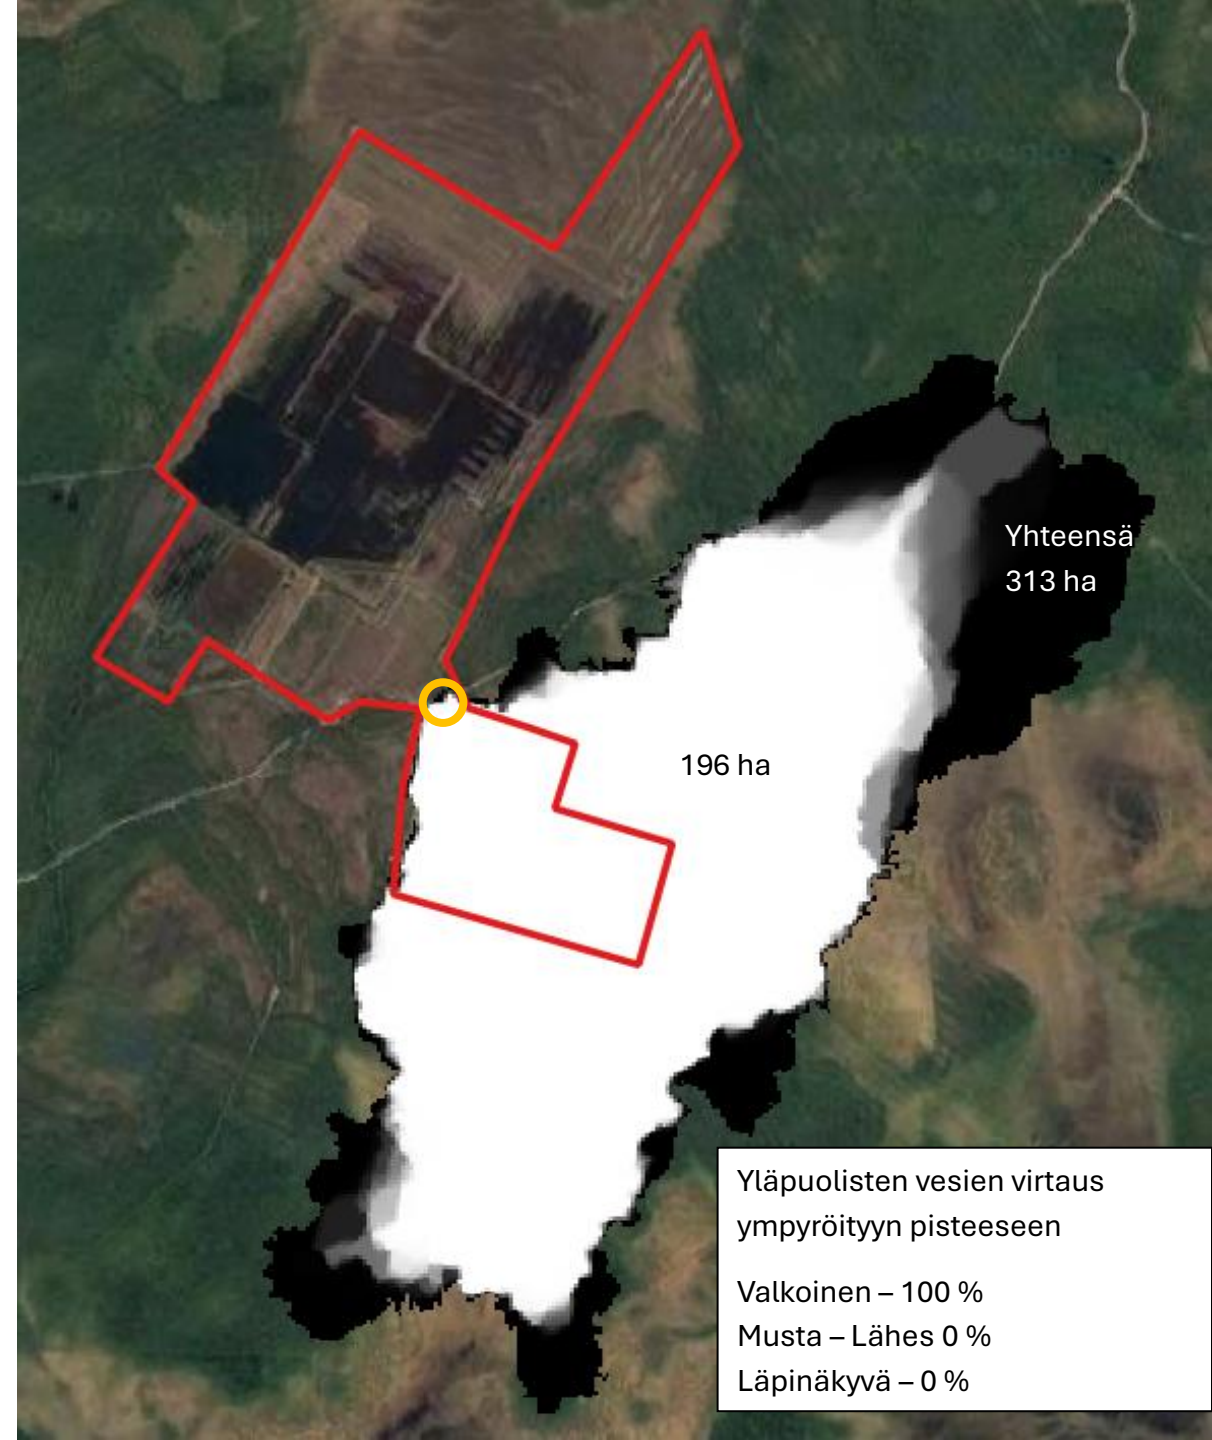 Yhteensä
313 ha
196 ha
Yläpuolisten vesien virtaus
ympyröityyn pisteeseen
Valkoinen – 100 %
Musta – Lähes 0 %
Läpinäkyvä – 0 %